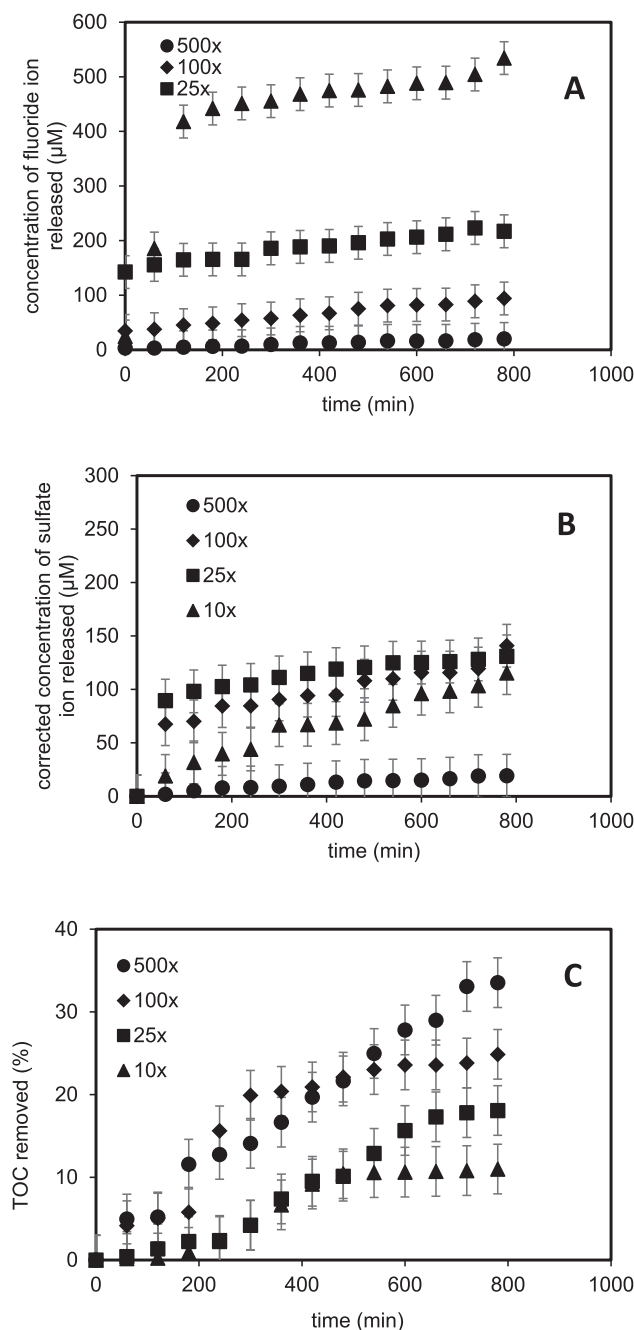 600
500x
500
100x
A
25x
400
300
200
100
0
0
200
400
600
800
1000
time (min)
concentration of fluoride ion
released (µM)
300
500x
B
250
100x
200
25x
10x
150
100
50
0
0
200
400
600
800
1000
time (min)
corrected concentration of sulfate
ion released (µM)
40
500x
C
100x
30
25x
10x
20
10
0
0
200
400
600
800
1000
time (min)
TOC removed (%)